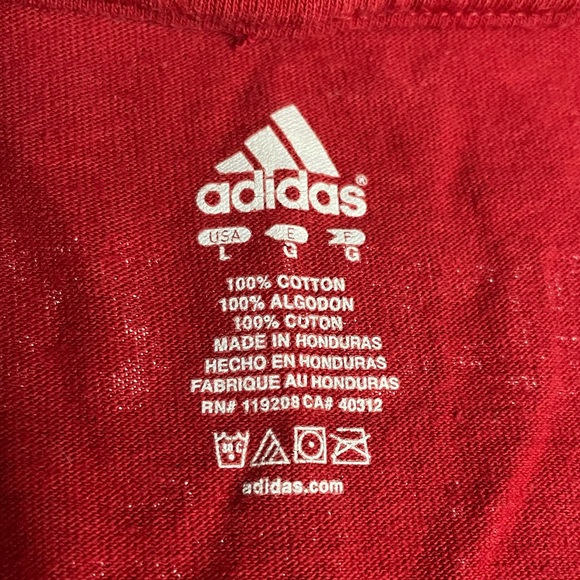 adidas®
USA E F
L G G
100% COTTON
100% ALGODON
100% COTON
MADE IN HONDURAS
HECHO EN HONDURAS
FABRIQUE AU HONDURAS
RN# 119208 CA# 40312
30 C
adidas.com